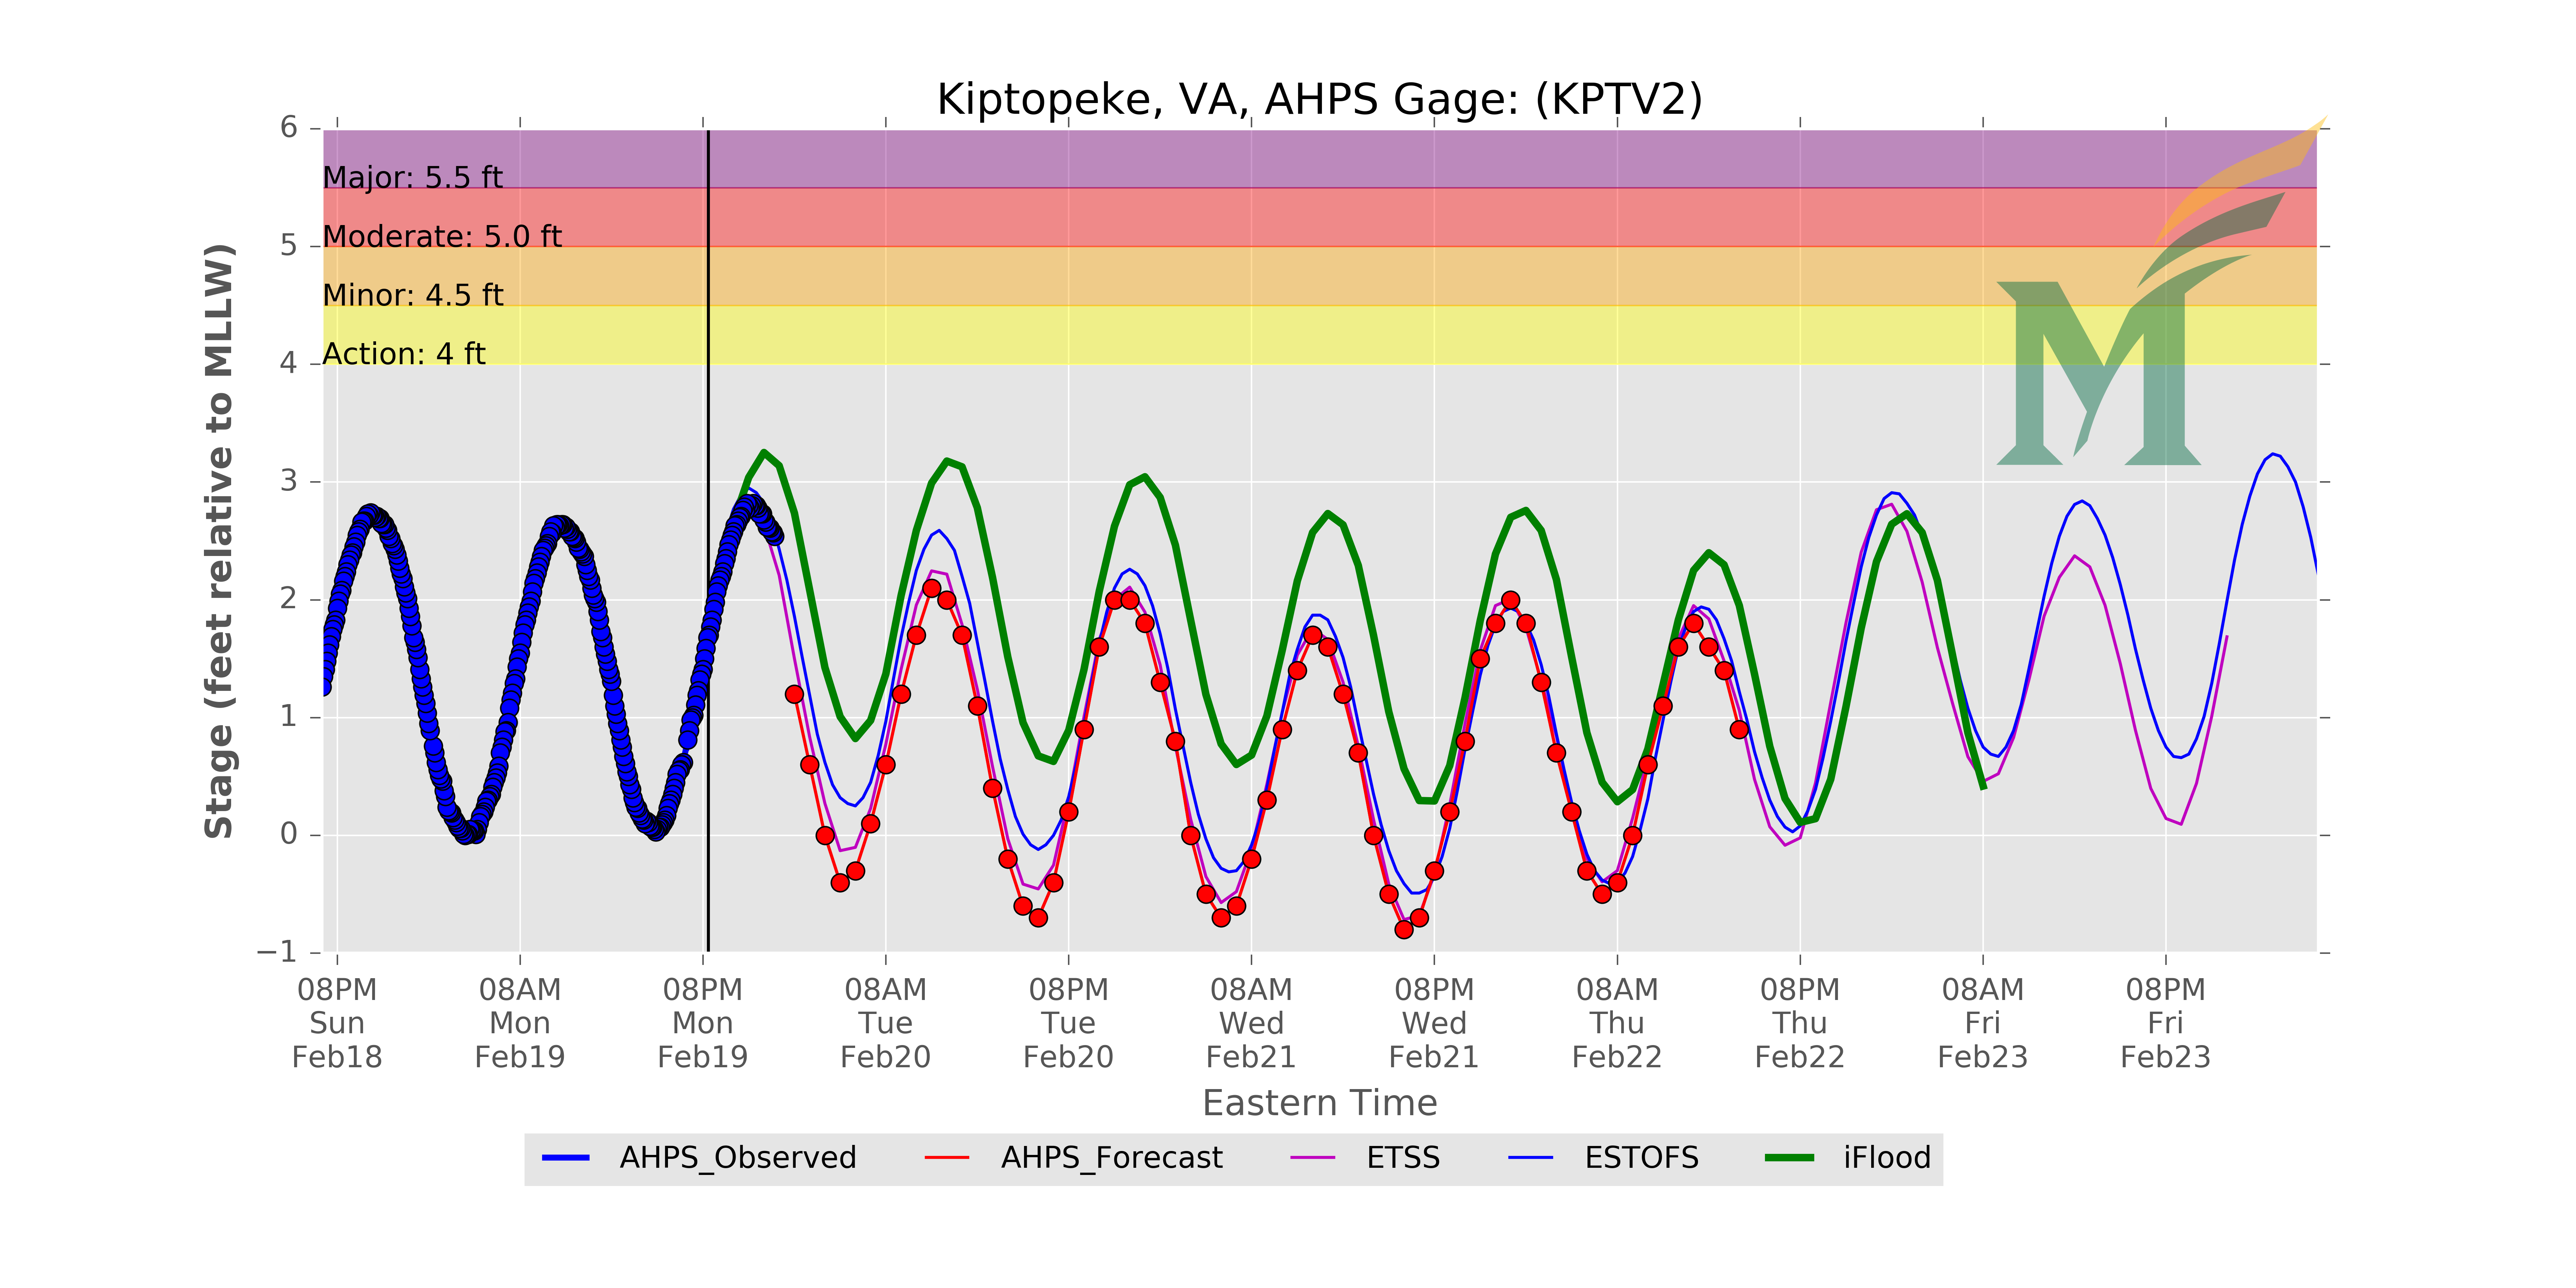 Kiptopeke, VA, AHPS Gage: (KPTV2)
Stage (feet relative to MLLW)
6
5
4
3
2
1
0
−1
Major: 5.5 ft
Moderate: 5.0 ft
Minor: 4.5 ft
Action: 4 ft
M
08PM 08AM 08PM 08AM 08PM 08AM 08PM 08AM 08PM 08AM 08PM
Sun Mon Mon Tue Tue Wed Wed Thu Thu Fri Fri
Feb18 Feb19 Feb19 Feb20 Feb20 Feb21 Feb21 Feb22 Feb22 Feb23 Feb23
Eastern Time
AHPS_Observed AHPS_Forecast ETSS ESTOFS iFlood